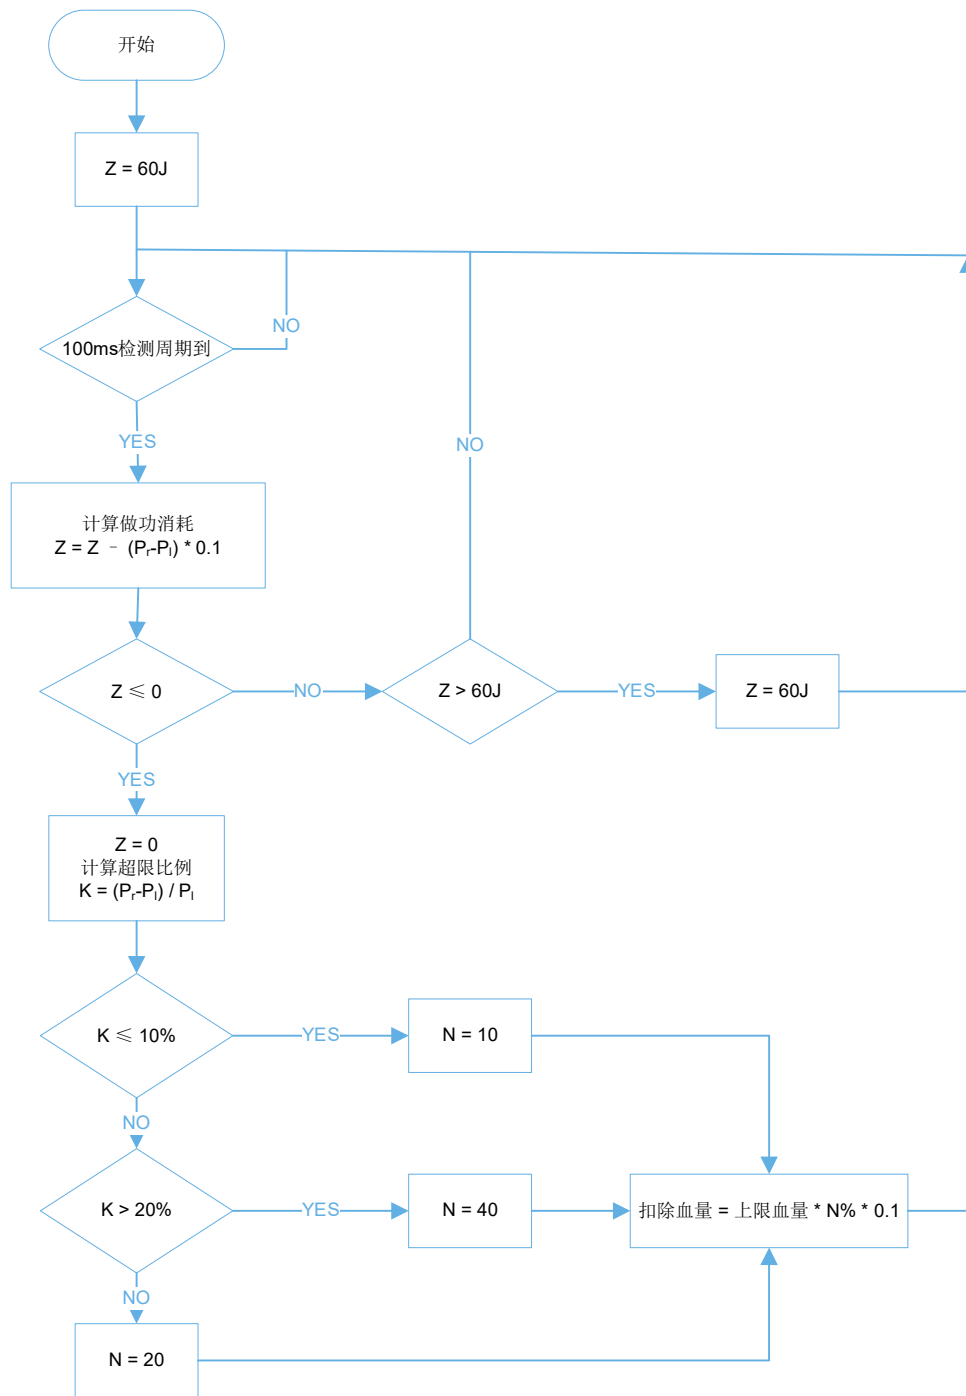 开始
Z = 60J
100ms检测周期到
NO
YES
NO
计算做功消耗
Z = Z - (Pr-Pl) * 0.1
Z ≤ 0
NO
Z > 60J
YES
Z = 60J
YES
Z = 0
计算超限比例
K = (Pr-Pl) / Pl
K ≤ 10%
YES
N = 10
NO
K > 20%
YES
N = 40
扣除血量 = 上限血量 * N% * 0.1
NO
N = 20